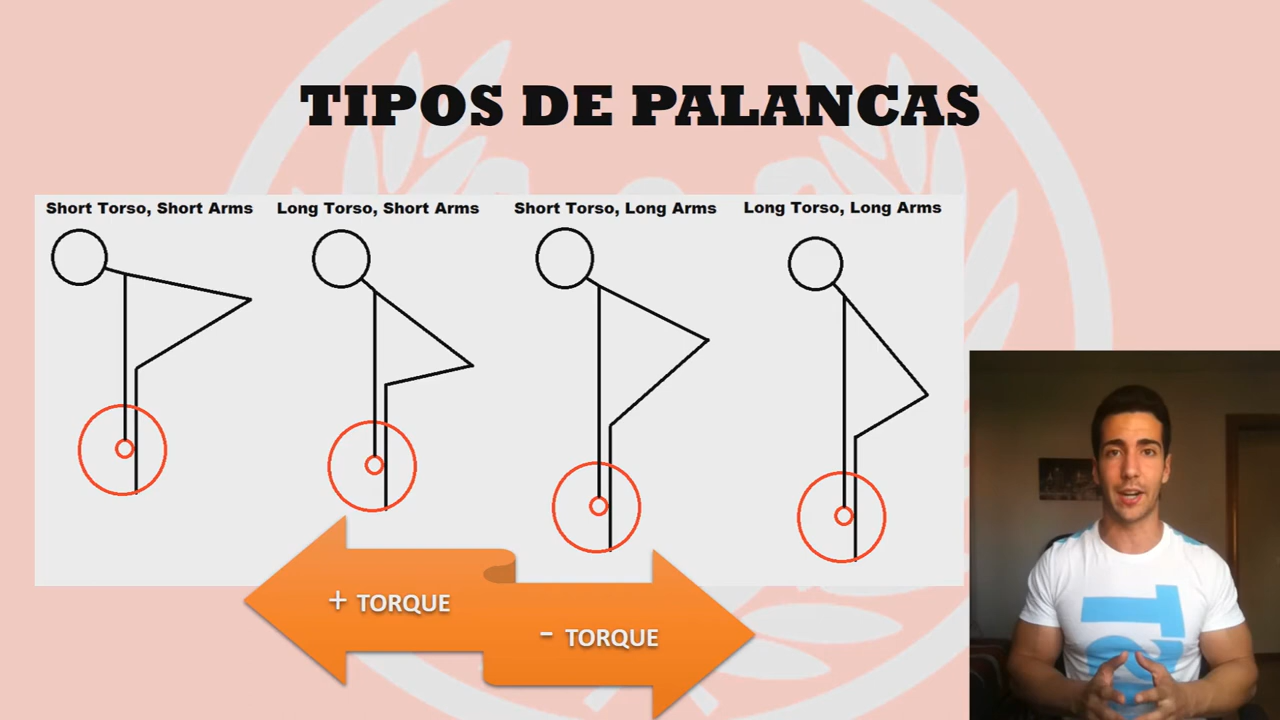 TIPOS DE PALANCAS
Short Torso, Short Arms
Long Torso, Short Arms
Short Torso, Long Arms
Long Torso, Long Arms
+ TORQUE
- TORQUE